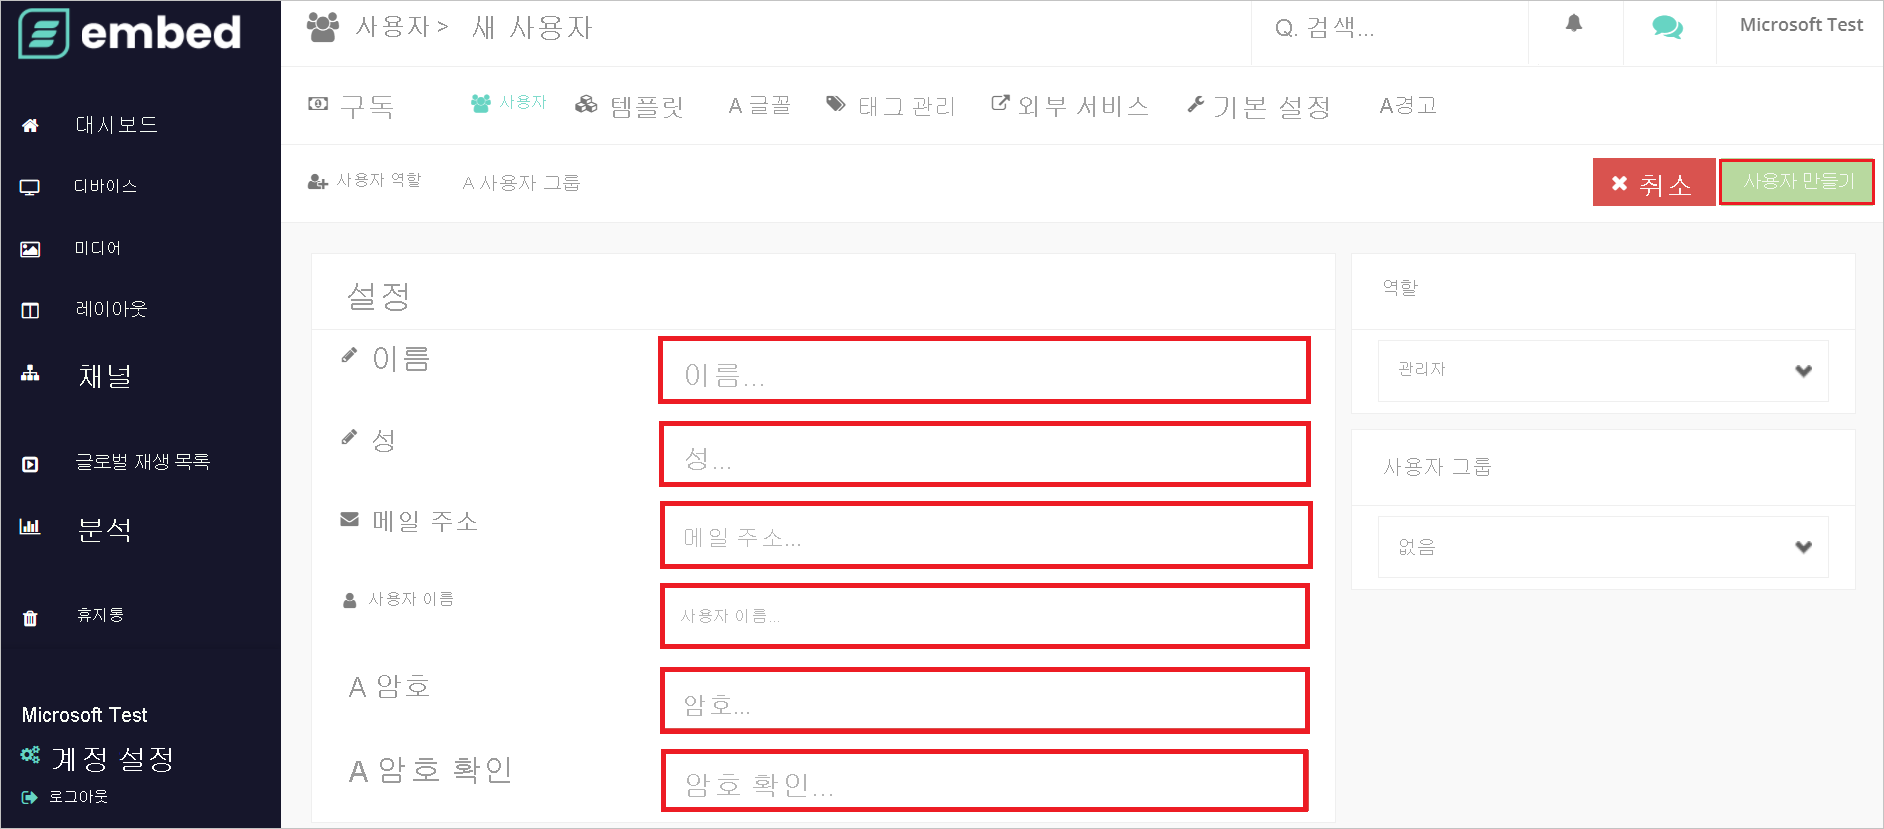 embed
사용자 > 새 사용자
Q. 검색...
Microsoft Test
구독
사용자
템플릿
A 글꼴
태그 관리
외부 서비스
기본 설정
A경고
사용자 역할
A 사용자 그룹
취소
사용자 만들기
대시보드
디바이스
미디어
레이아웃
채널
글로벌 재생 목록
분석
휴지통
Microsoft Test
계정 설정
로그아웃
설정
이름
이름...
성
성...
메일 주소
메일 주소...
사용자 이름
사용자 이름...
A 암호
암호...
A 암호 확인
암호 확인...
역할
관리자
사용자 그룹
없음